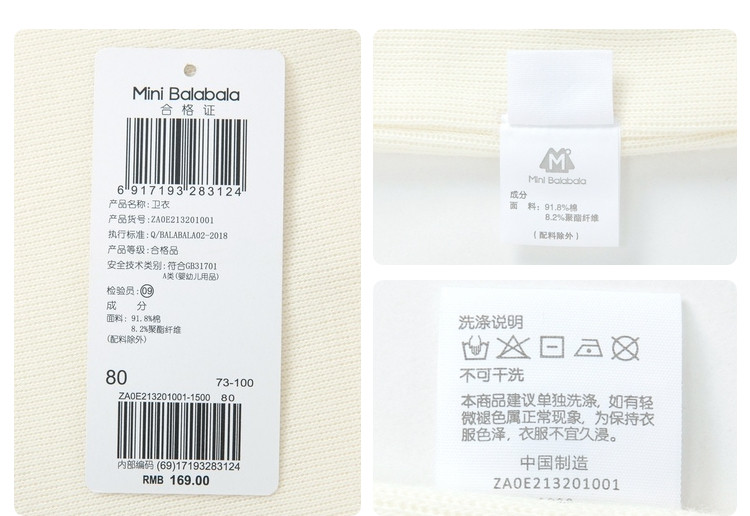 Mini Balabala
合格证
6 917193 283124
产品名称: 卫衣
产品货号: ZA0E213201001
执行标准: Q/BALABALA02-2018
产品等级: 合格品
安全技术类别: 符合GB31701
A类(婴幼儿用品)
检验员: 09
成 分
面料: 91.8%棉
8.2%聚酯纤维
(配料除外)
80 73-100
ZA0E213201001-1500 80
内部编码 (69)17193283124
RMB 169.00
M
Mini Balabala
成分
面 料: 91.8%棉
8.2%聚酯纤维
(配料除外)
洗涤说明
不可干洗
本商品建议单独洗涤, 如有轻
微褪色属正常现象, 为保持衣
服色泽, 衣服不宜久浸。
中国制造
ZA0E213201001